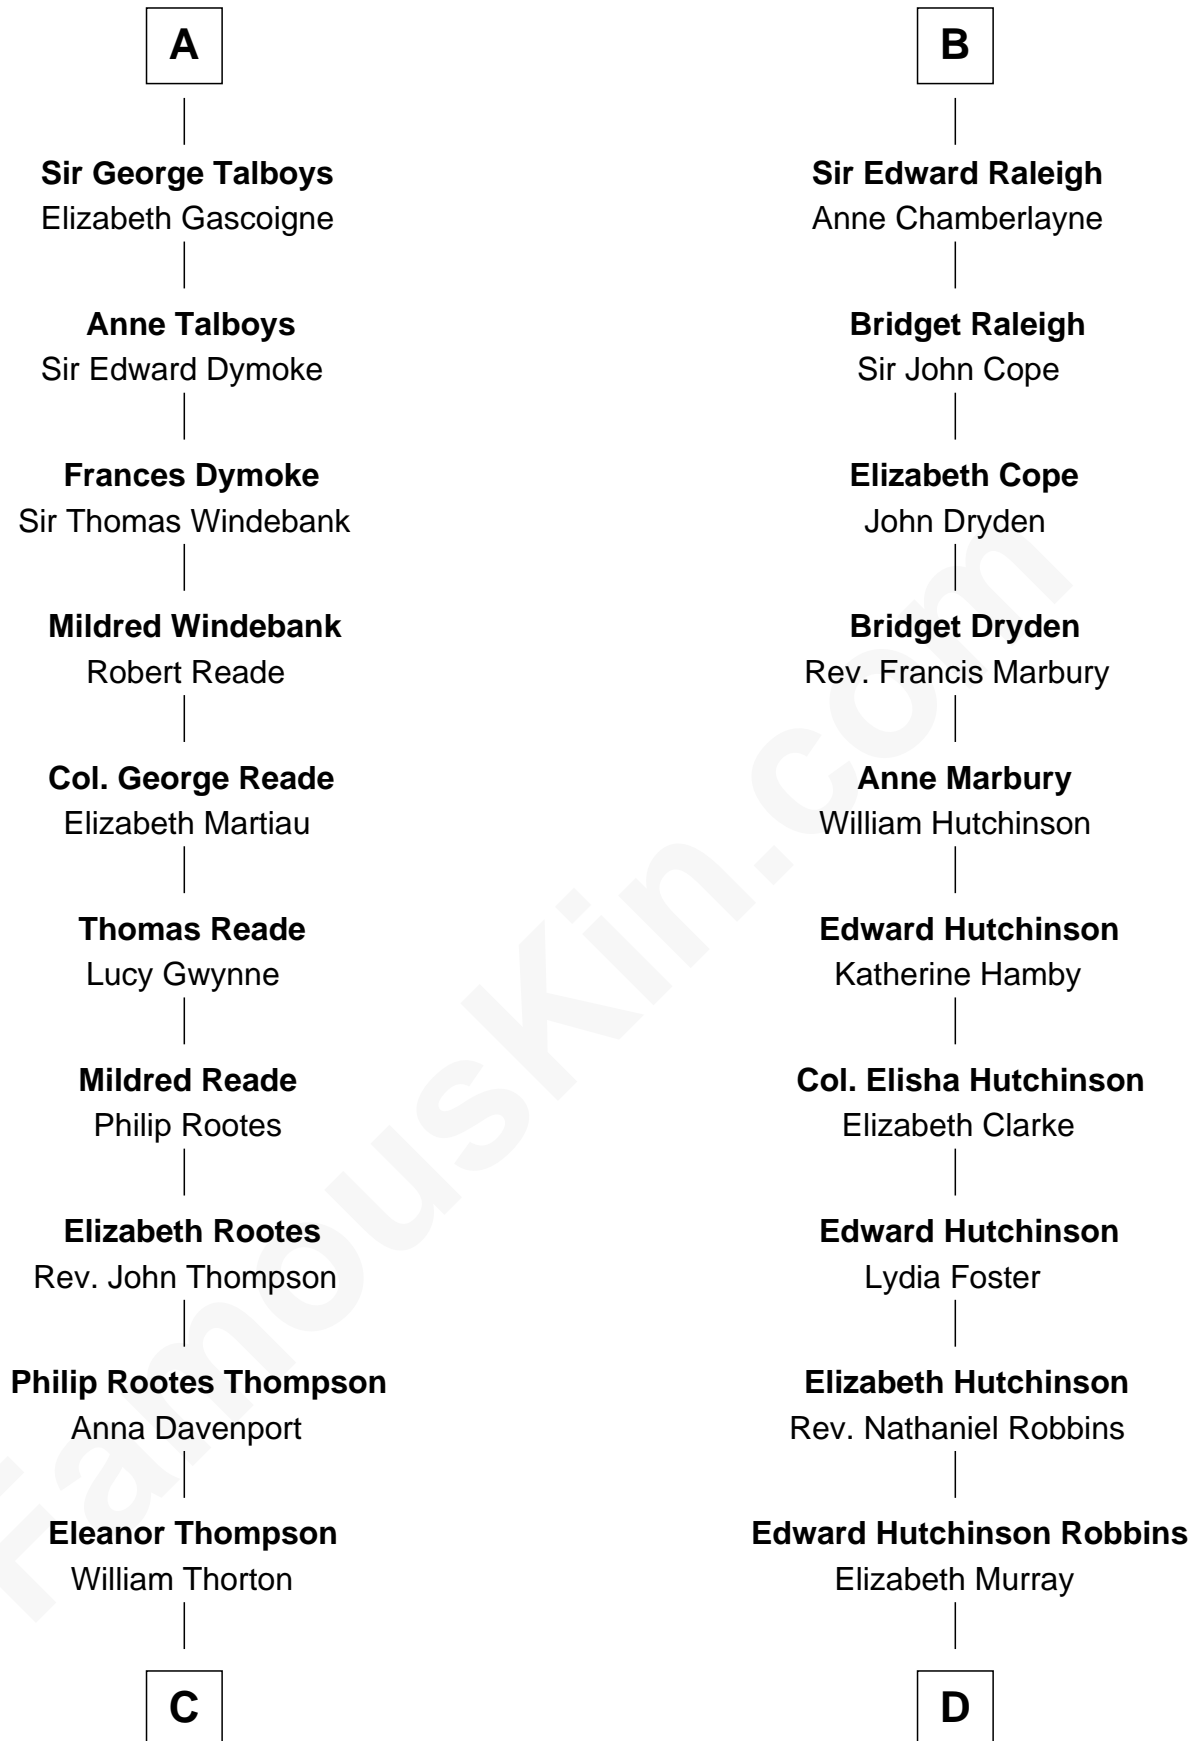 A
Sir George Talboys
Elizabeth Gascoigne
Anne Talboys
Sir Edward Dymoke
Frances Dymoke
Sir Thomas Windebank
Mildred Windebank
Robert Reade
Col. George Reade
Elizabeth Martiau
Thomas Reade
Lucy Gwynne
Mildred Reade
Philip Rootes
Elizabeth Rootes
Rev. John Thompson
Philip Rootes Thompson
Anna Davenport
Eleanor Thompson
William Thorton
C
B
Sir Edward Raleigh
Anne Chamberlayne
Bridget Raleigh
Sir John Cope
Elizabeth Cope
John Dryden
Bridget Dryden
Rev. Francis Marbury
Anne Marbury
William Hutchinson
Edward Hutchinson
Katherine Hamby
Col. Elisha Hutchinson
Elizabeth Clarke
Edward Hutchinson
Lydia Foster
Elizabeth Hutchinson
Rev. Nathaniel Robbins
Edward Hutchinson Robbins
Elizabeth Murray
D
FamousKin.com